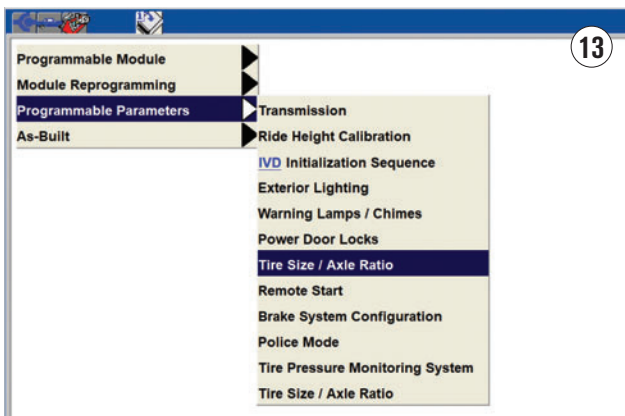 13
Programmable Module
Module Reprogramming
Programmable Parameters
As-Built
Transmission
Ride Height Calibration
IVD Initialization Sequence
Exterior Lighting
Warning Lamps / Chimes
Power Door Locks
Tire Size / Axle Ratio
Remote Start
Brake System Configuration
Police Mode
Tire Pressure Monitoring System
Tire Size / Axle Ratio